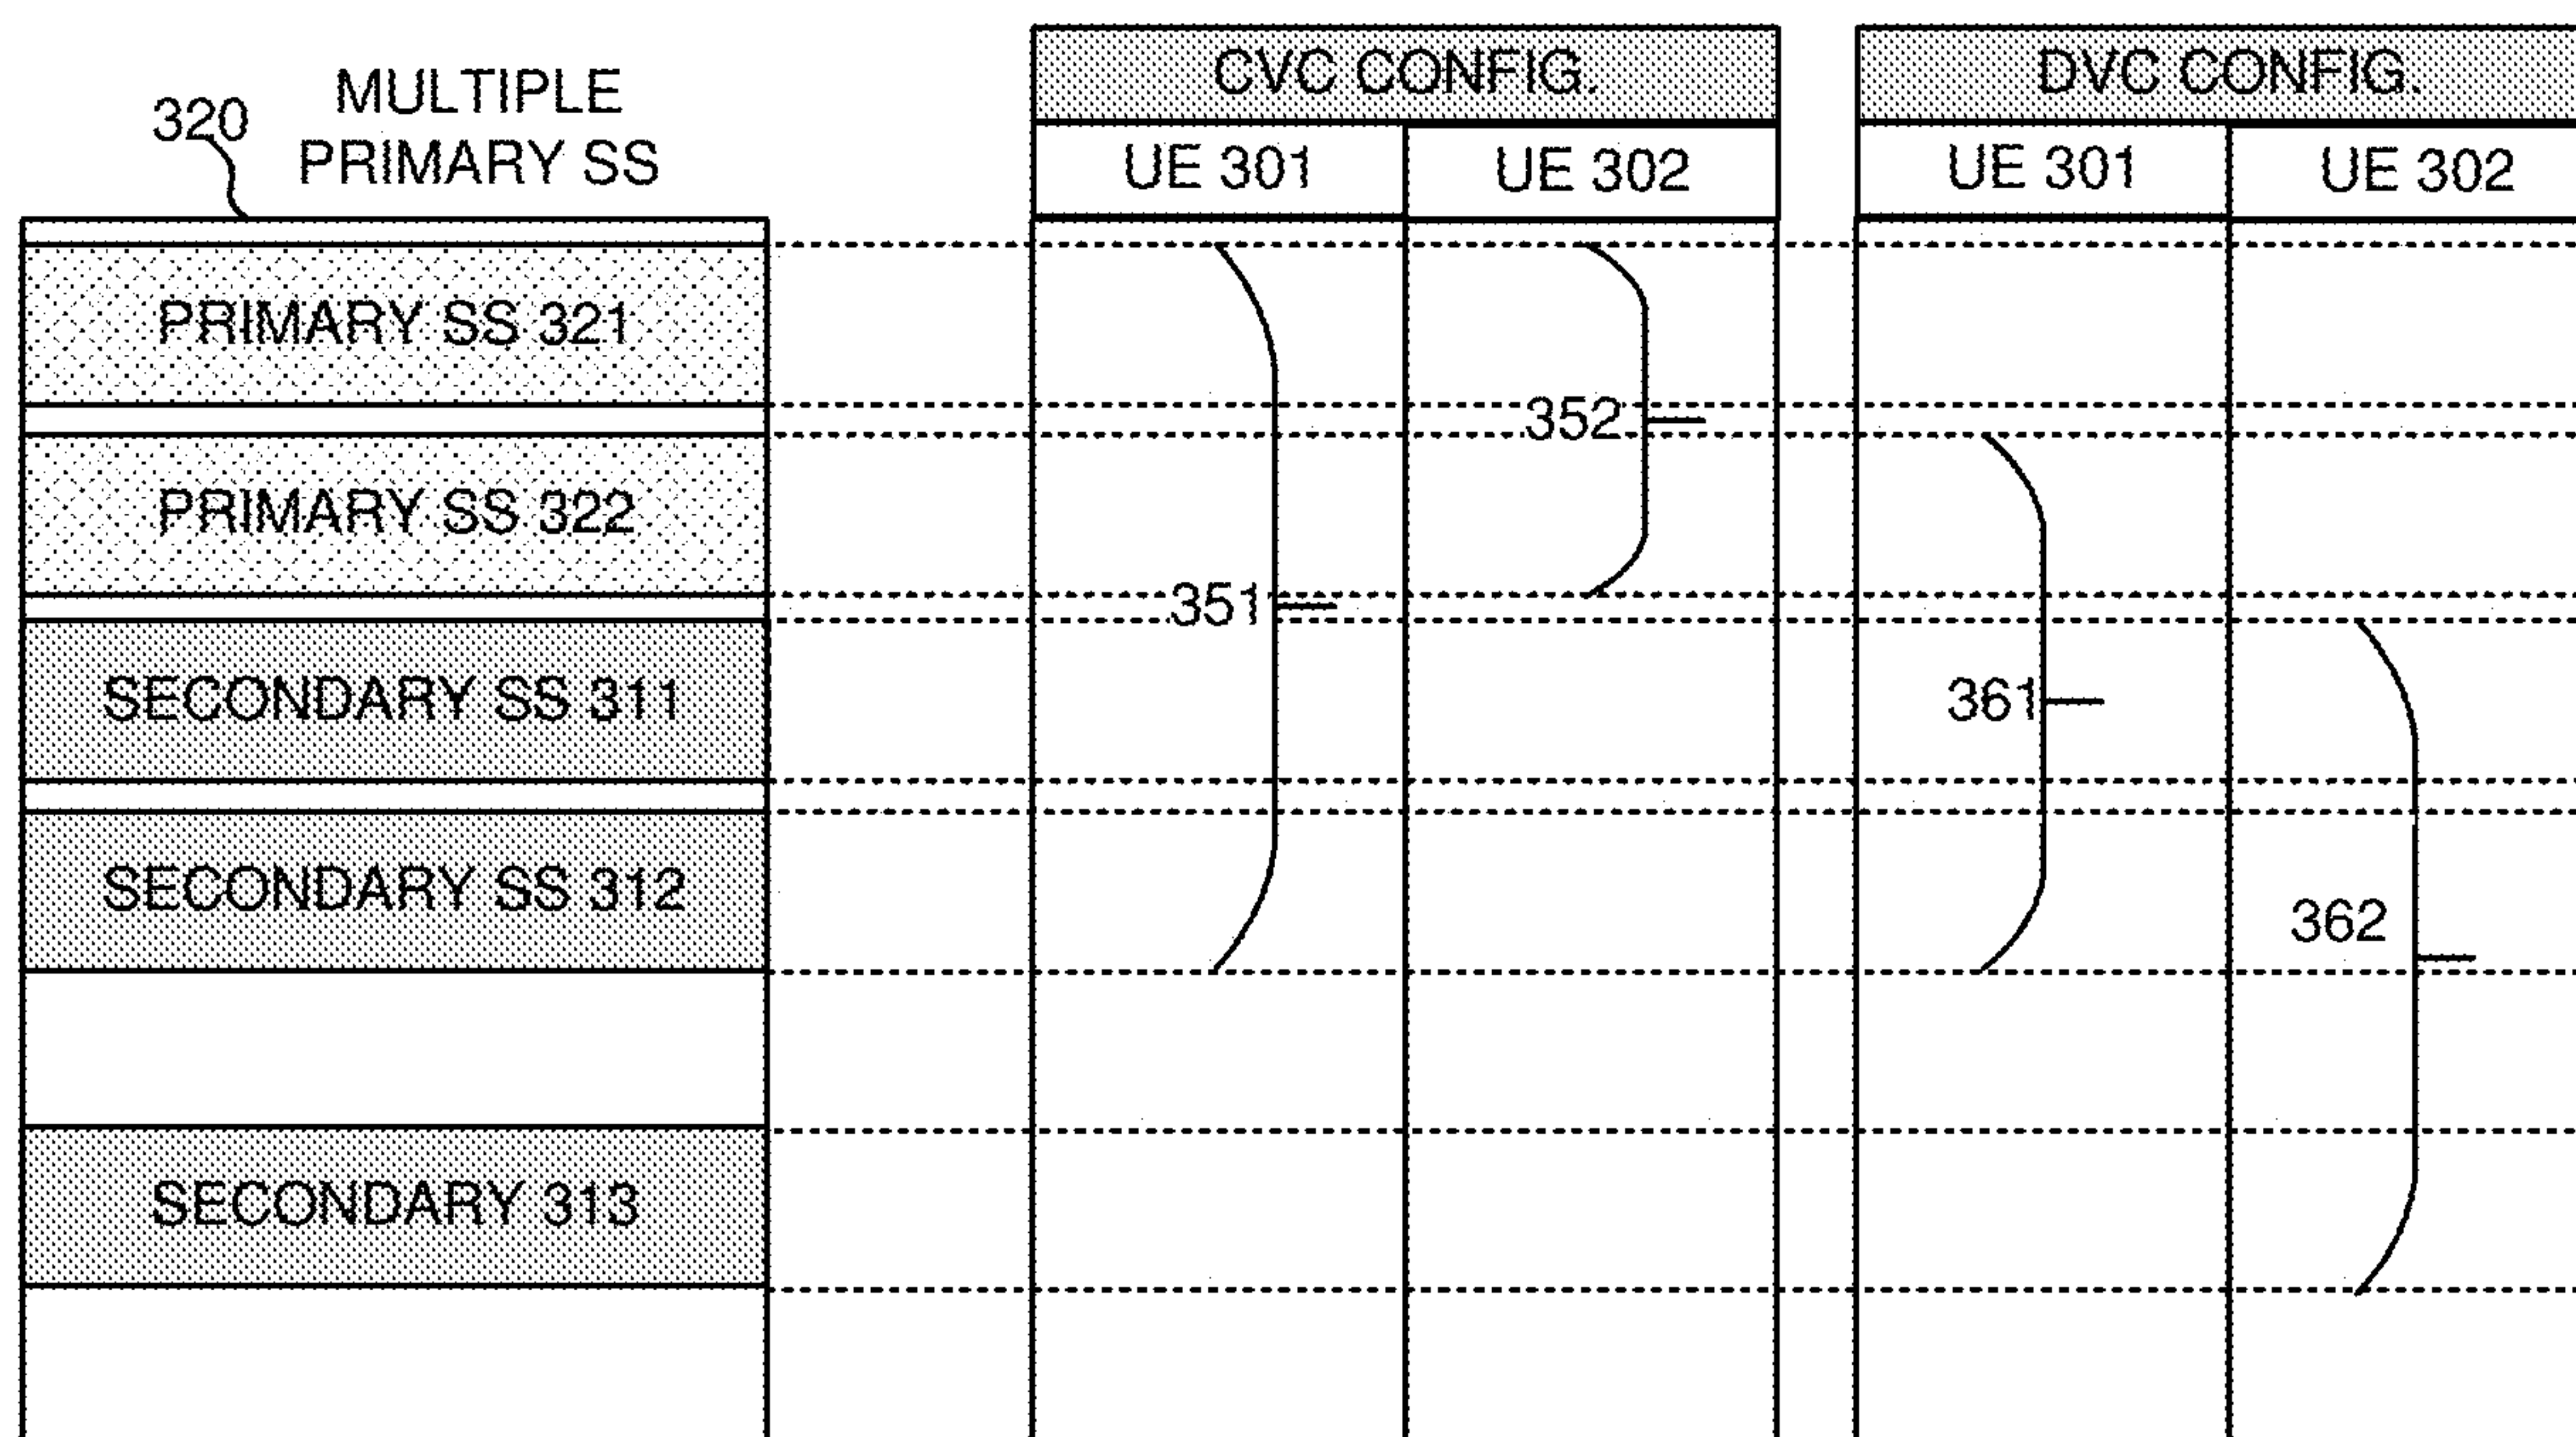 320
MULTIPLE
PRIMARY SS
CVC CONFIG.
DVC CONFIG.
UE 301
UE 302
UE 301
UE 302
PRIMARY SS 321
352
PRIMARY SS 322
351
SECONDARY SS 311
361
SECONDARY SS 312
362
SECONDARY 313